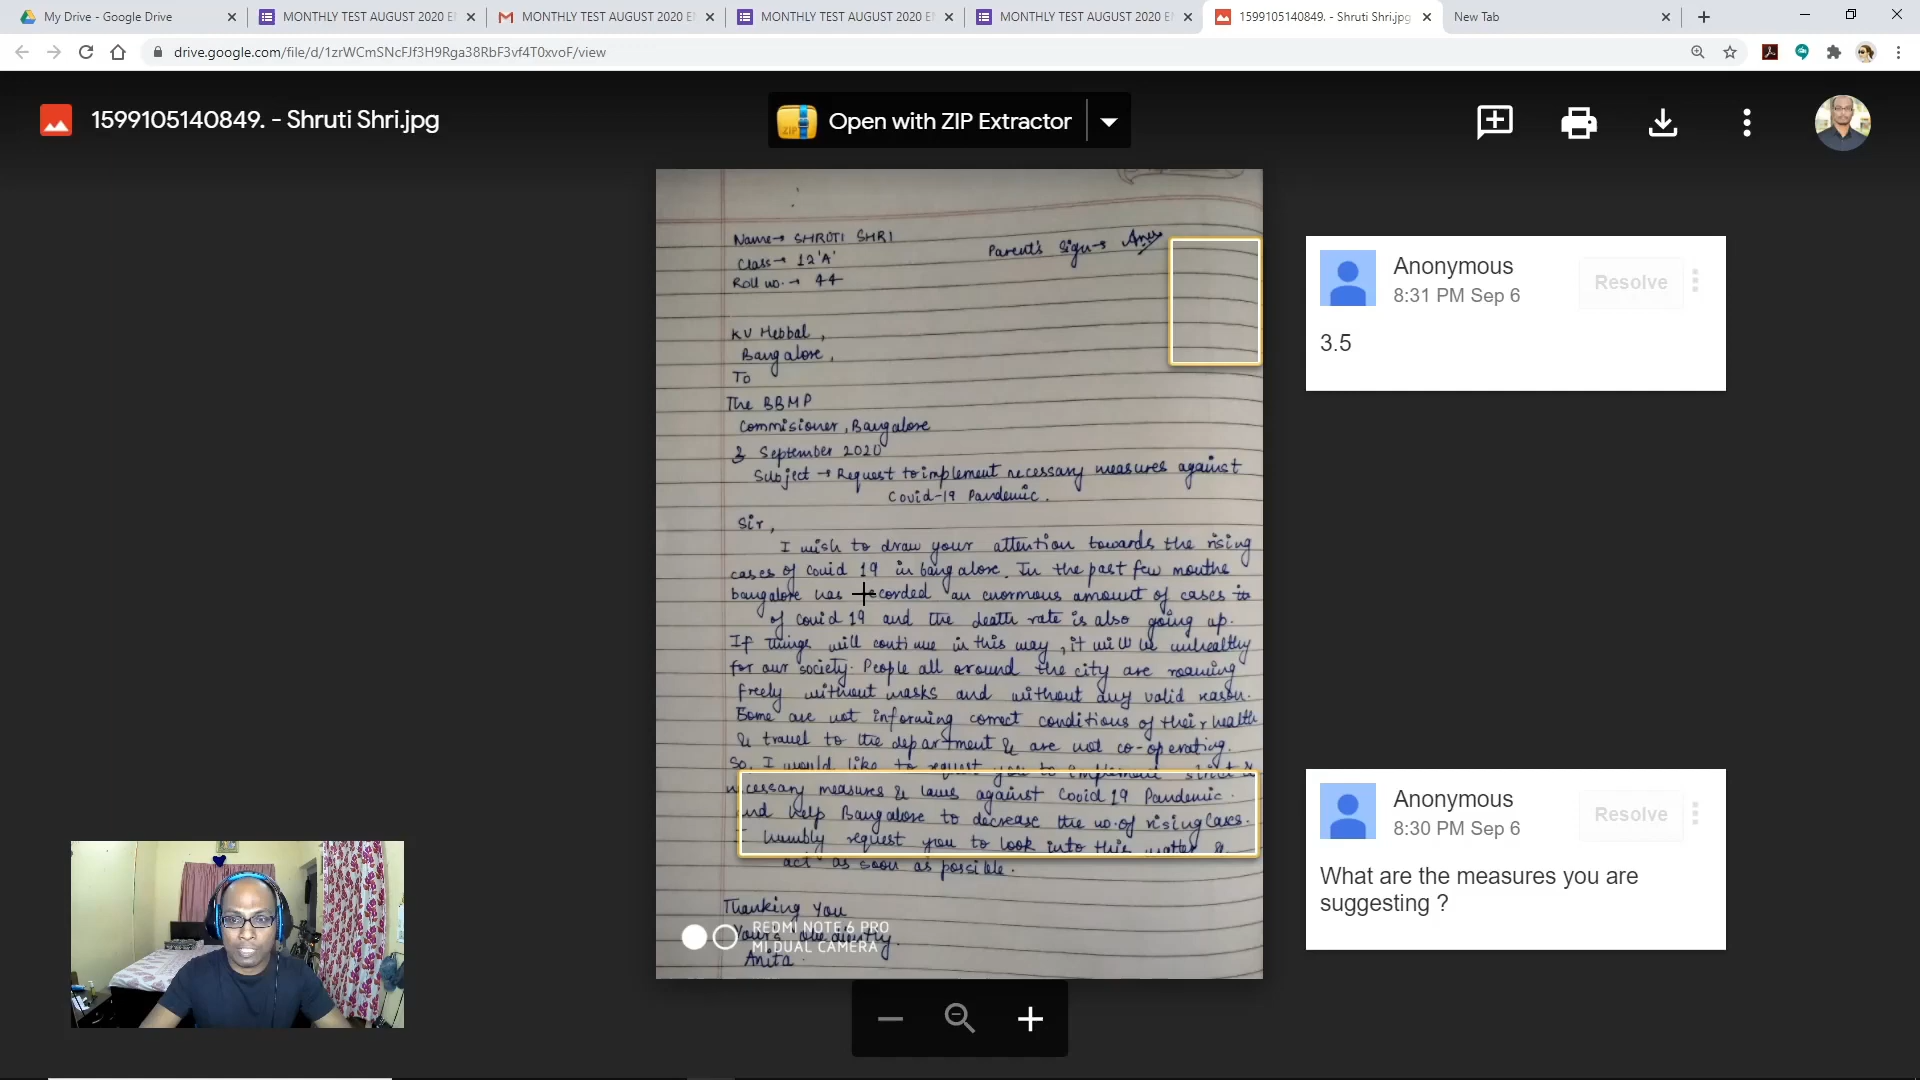 My Drive - Google Drive
MONTHLY TEST AUGUST 2020 E
MONTHLY TEST AUGUST 2020 E
MONTHLY TEST AUGUST 2020 E
MONTHLY TEST AUGUST 2020 E
1599105140849. - Shruti Shri.jpg
New Tab
drive.google.com/file/d/1zrWCmSNcFJf3H9Rga38RbF3vf4T0xvoF/view
1599105140849. - Shruti Shri.jpg
ZIP
Open with ZIP Extractor
Name→ SHRUTI SHRI
Parent's Sign→
Class→ 12 'A'
Roll no.→ 44
KV Hebbal,
Bangalore,
To
The BBMP
Commisioner, Bangalore
3 September 2020
Subject → Request to implement necessary measures against
Covid-19 Pandemic.
Sir,
I wish to draw your attention towards the rising
cases of covid 19 in bangalore. In the past few months
bangalore has recorded an enormous amount of cases
of covid 19 and the death rate is also going up.
If things will continue in this way, it will be unhealthy
for our society. People all around the city are roaming
freely without masks and without any valid reason.
Some are not informing correct conditions of their health
& travel to the department & are not co-operating.
So, I would like to request you to implement strict &
necessary measures & laws against Covid 19 Pandemic.
and help Bangalore to decrease the no. of rising Cases.
I humbly request you to look into this matter &
act as soon as possible.
Thanking You
Yours
Anita
REDMI NOTE 6 PRO
MI DUAL CAMERA
Anonymous
8:31 PM Sep 6
Resolve
3.5
Anonymous
8:30 PM Sep 6
Resolve
What are the measures you are
suggesting ?